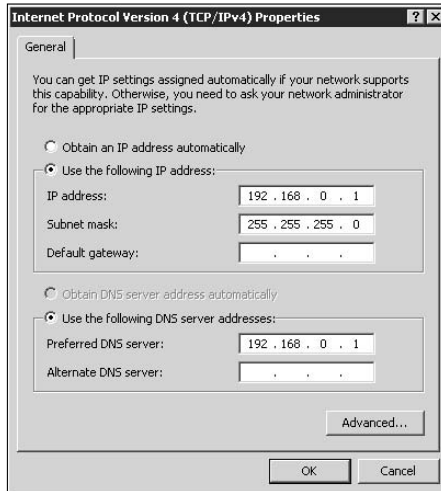 Internet Protocol Version 4 (TCP/IPv4) Properties ? X
General
You can get IP settings assigned automatically if your network supports
this capability. Otherwise, you need to ask your network administrator
for the appropriate IP settings.
Obtain an IP address automatically
Use the following IP address:
IP address: 192 . 168 . 0 . 1
Subnet mask: 255 . 255 . 255 . 0
Default gateway: . . .
Obtain DNS server address automatically
Use the following DNS server addresses:
Preferred DNS server: 192 . 168 . 0 . 1
Alternate DNS server: . . .
Advanced...
OK Cancel